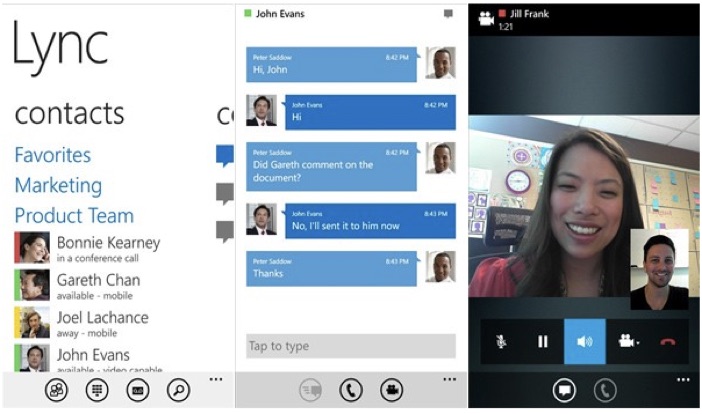 Lync
contacts
Favorites
Marketing
Product Team
Bonnie Kearney
in a conference call
Gareth Chan
available - mobile
Joel Lachance
away - mobile
John Evans
available - video capable
John Evans
Peter Saddow 8:42 PM
Hi, John
John Evans 8:42 PM
Hi
Peter Saddow 8:42 PM
Did Gareth comment on the
document?
John Evans 8:43 PM
No, I'll sent it to him now
Peter Saddow 8:43 PM
Thanks
Tap to type
Jill Frank
1:21